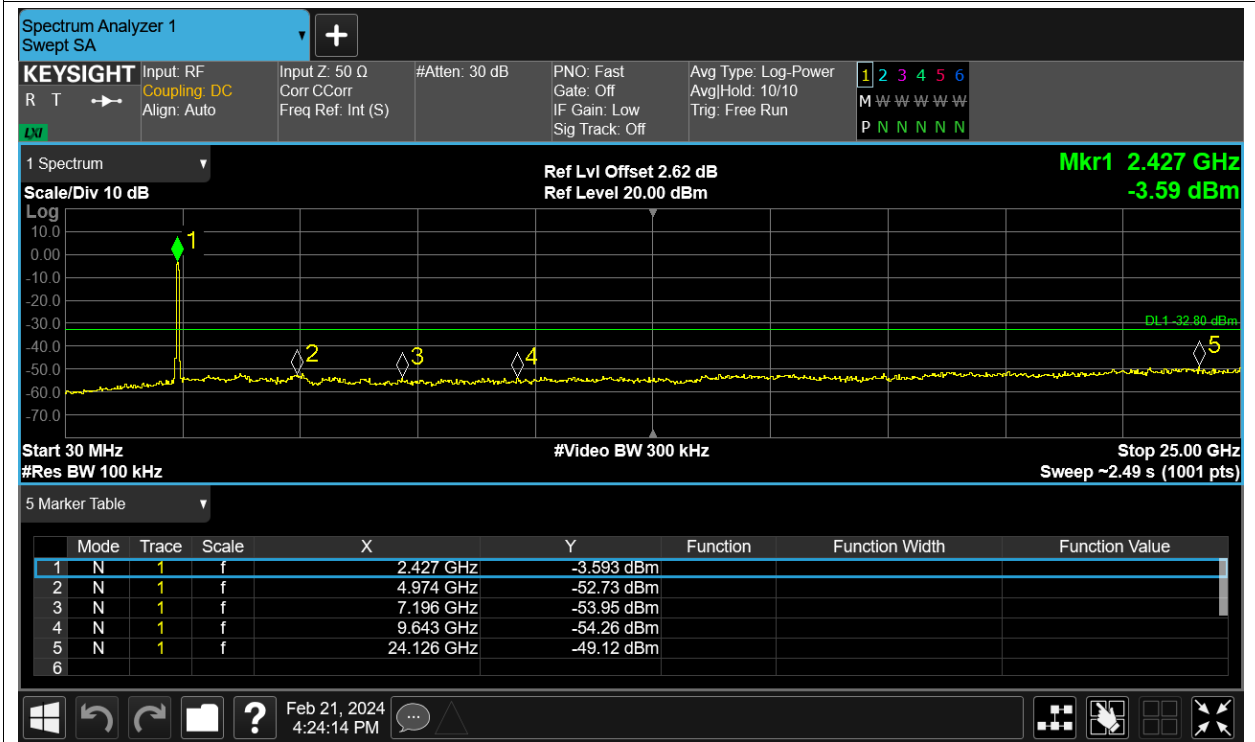 Spectrum Analyzer 1
Swept SA
+
KEYSIGHT
R T
LXI
Input: RF
Coupling: DC
Align: Auto
Input Z: 50 Ω
Corr CCorr
Freq Ref: Int (S)
#Atten: 30 dB
PNO: Fast
Gate: Off
IF Gain: Low
Sig Track: Off
Avg Type: Log-Power
Avg|Hold: 10/10
Trig: Free Run
1 2 3 4 5 6
M W W W W W
P N N N N N
1 Spectrum
Scale/Div 10 dB
Ref Lvl Offset 2.62 dB
Ref Level 20.00 dBm
Mkr1 2.427 GHz
-3.59 dBm
Log
10.0
0.00
-10.0
-20.0
-30.0
-40.0
-50.0
-60.0
-70.0
1
2
3
4
5
DL1 -32.80 dBm
Start 30 MHz
#Video BW 300 kHz
Stop 25.00 GHz
#Res BW 100 kHz
Sweep ~2.49 s (1001 pts)
5 Marker Table
Mode Trace Scale X Y Function Function Width Function Value
1 N 1 f 2.427 GHz -3.593 dBm
2 N 1 f 4.974 GHz -52.73 dBm
3 N 1 f 7.196 GHz -53.95 dBm
4 N 1 f 9.643 GHz -54.26 dBm
5 N 1 f 24.126 GHz -49.12 dBm
6
?
Feb 21, 2024
4:24:14 PM